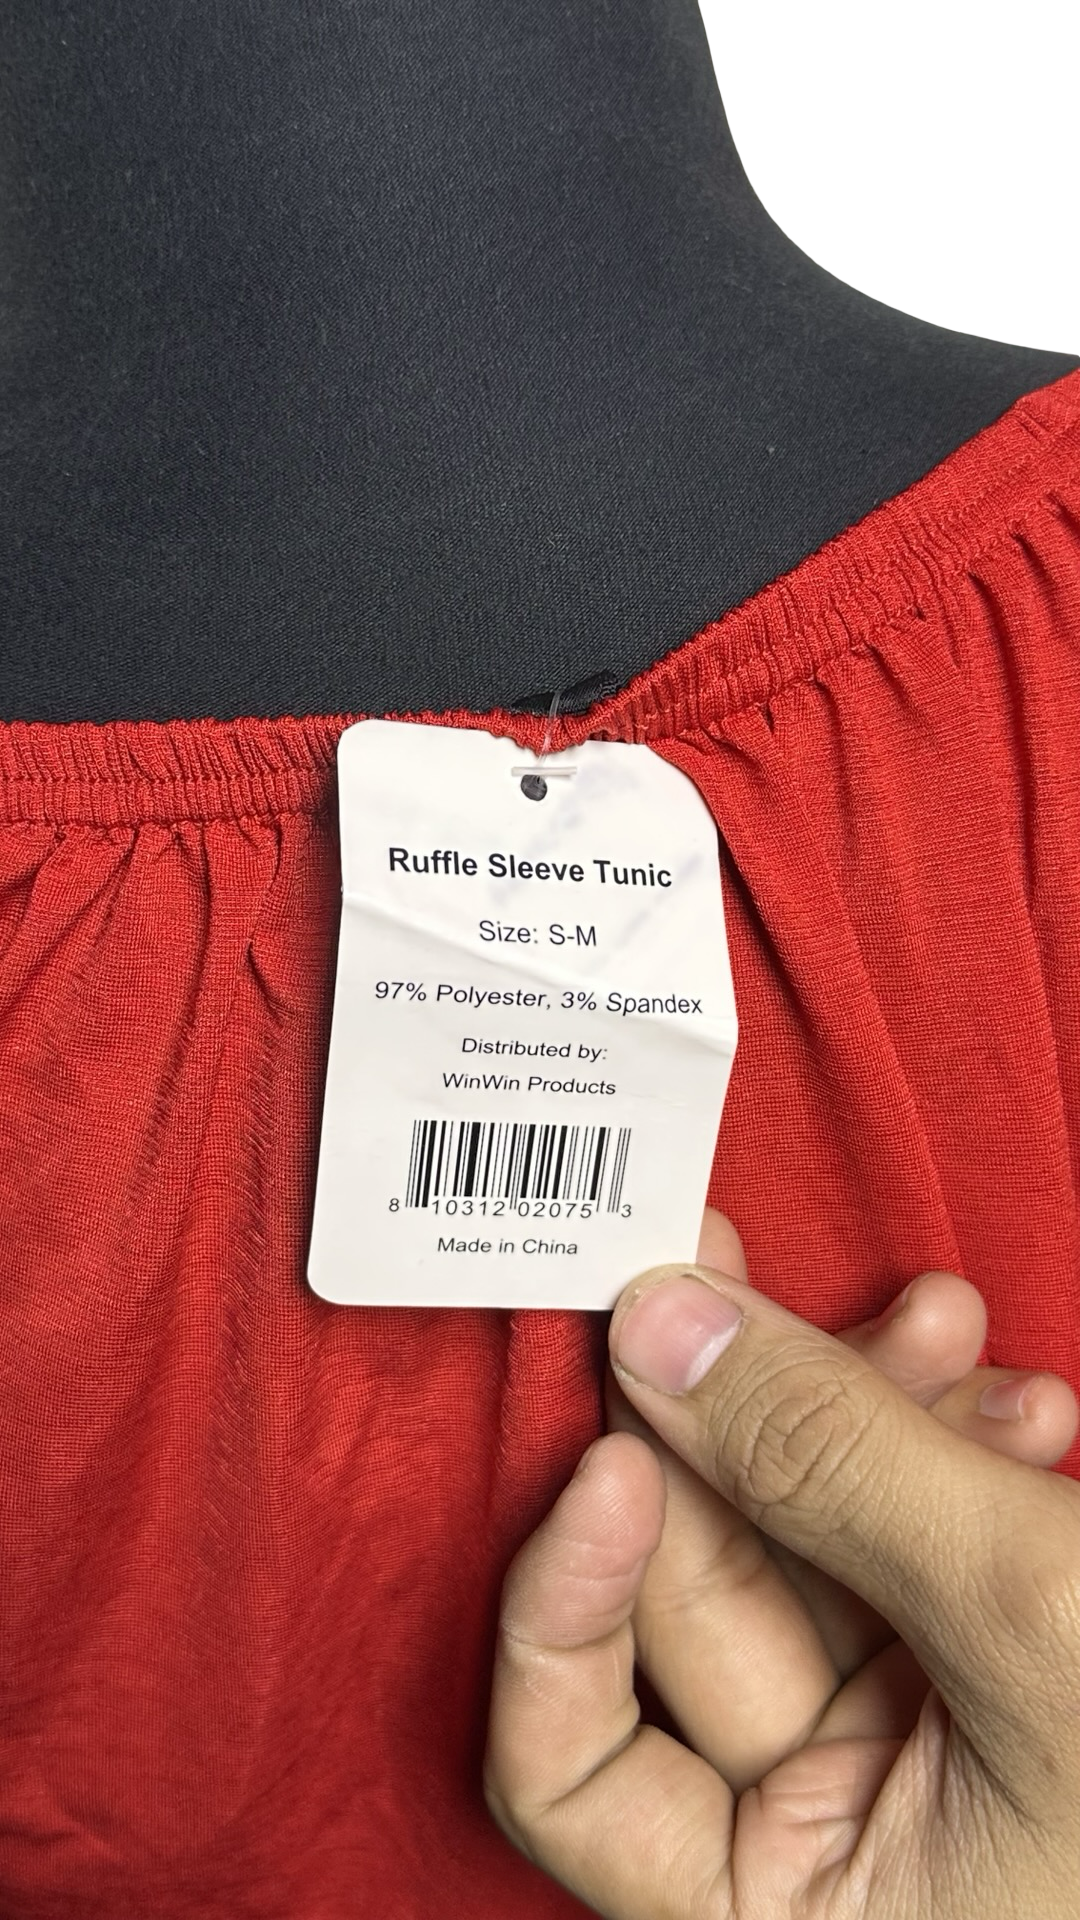 Ruffle Sleeve Tunic
Size: S-M
97% Polyester, 3% Spandex
Distributed by:
WinWin Products
8 10312 02075 3
Made in China